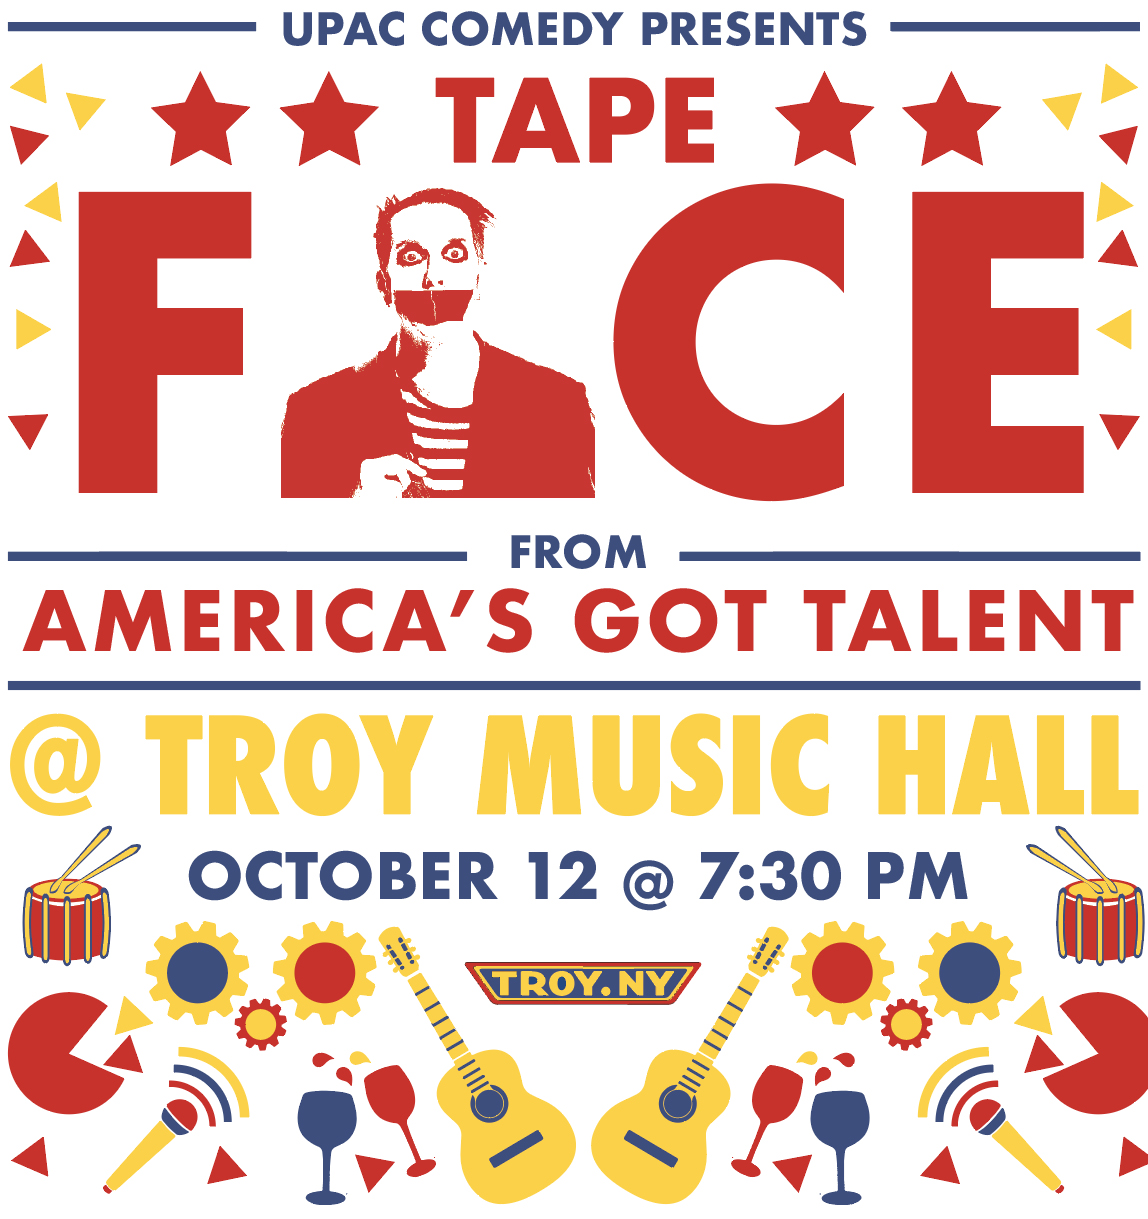 UPAC COMEDY PRESENTS
TAPE
F CE
FROM
AMERICA'S GOT TALENT
@ TROY MUSIC HALL
OCTOBER 12 @ 7:30 PM
TROY.NY